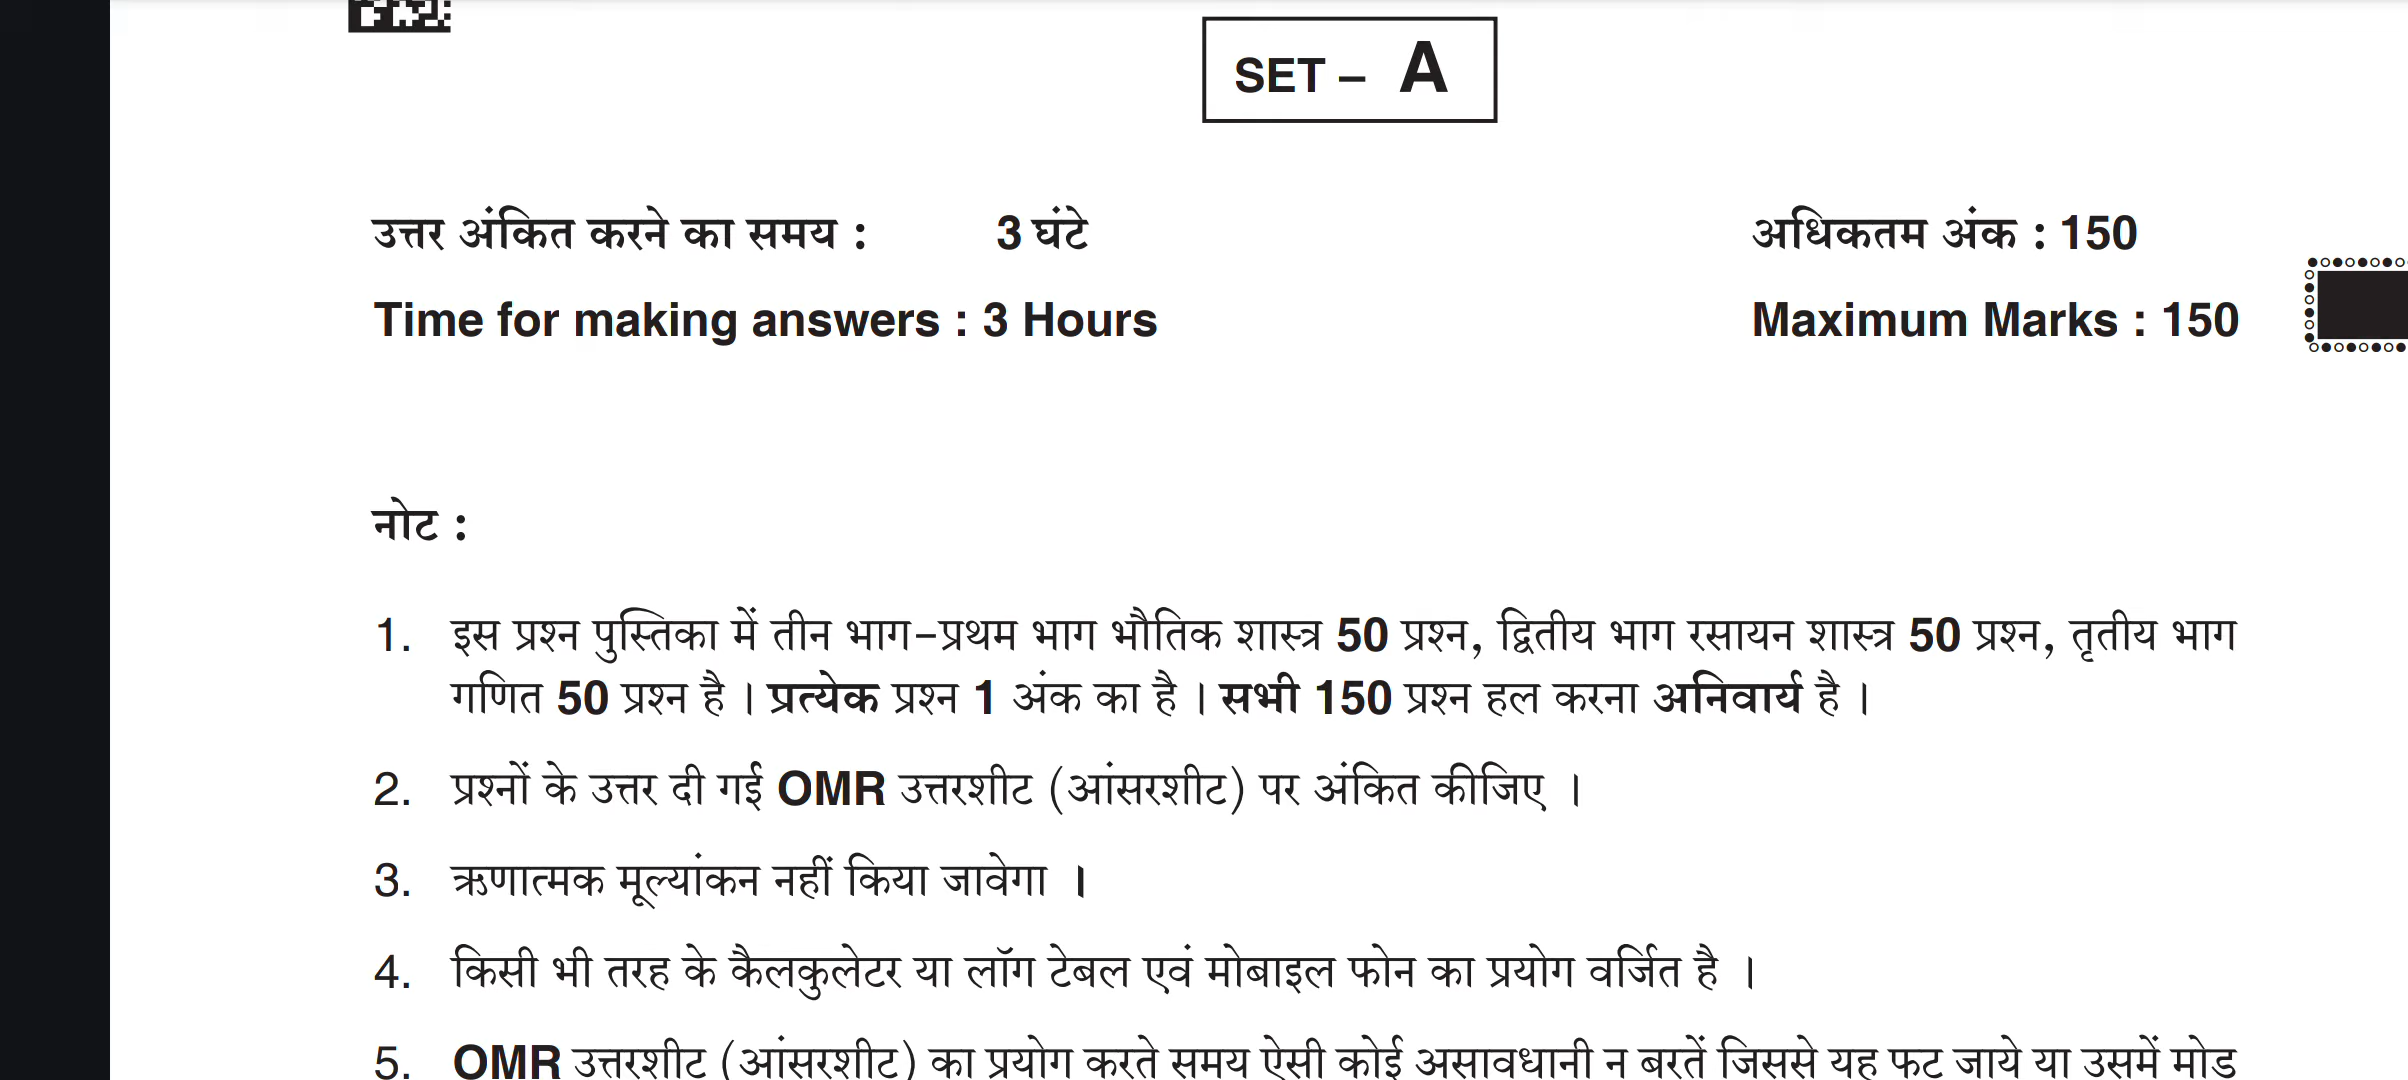 SET – A
उत्तर अंकित करने का समय : 3 घंटे
अधिकतम अंक : 150
Time for making answers : 3 Hours
Maximum Marks : 150
नोट :
1. इस प्रश्न पुस्तिका में तीन भाग-प्रथम भाग भौतिक शास्त्र 50 प्रश्न, द्वितीय भाग रसायन शास्त्र 50 प्रश्न, तृतीय भाग
गणित 50 प्रश्न है । प्रत्येक प्रश्न 1 अंक का है । सभी 150 प्रश्न हल करना अनिवार्य है ।
2. प्रश्नों के उत्तर दी गई OMR उत्तरशीट (आंसरशीट) पर अंकित कीजिए ।
3. ऋणात्मक मूल्यांकन नहीं किया जावेगा ।
4. किसी भी तरह के कैलकुलेटर या लॉग टेबल एवं मोबाइल फोन का प्रयोग वर्जित है ।
5. OMR उत्तरशीट (आंसरशीट) का प्रयोग करते समय ऐसी कोई असावधानी न बरतें जिससे यह फट जाये या उसमें मोड